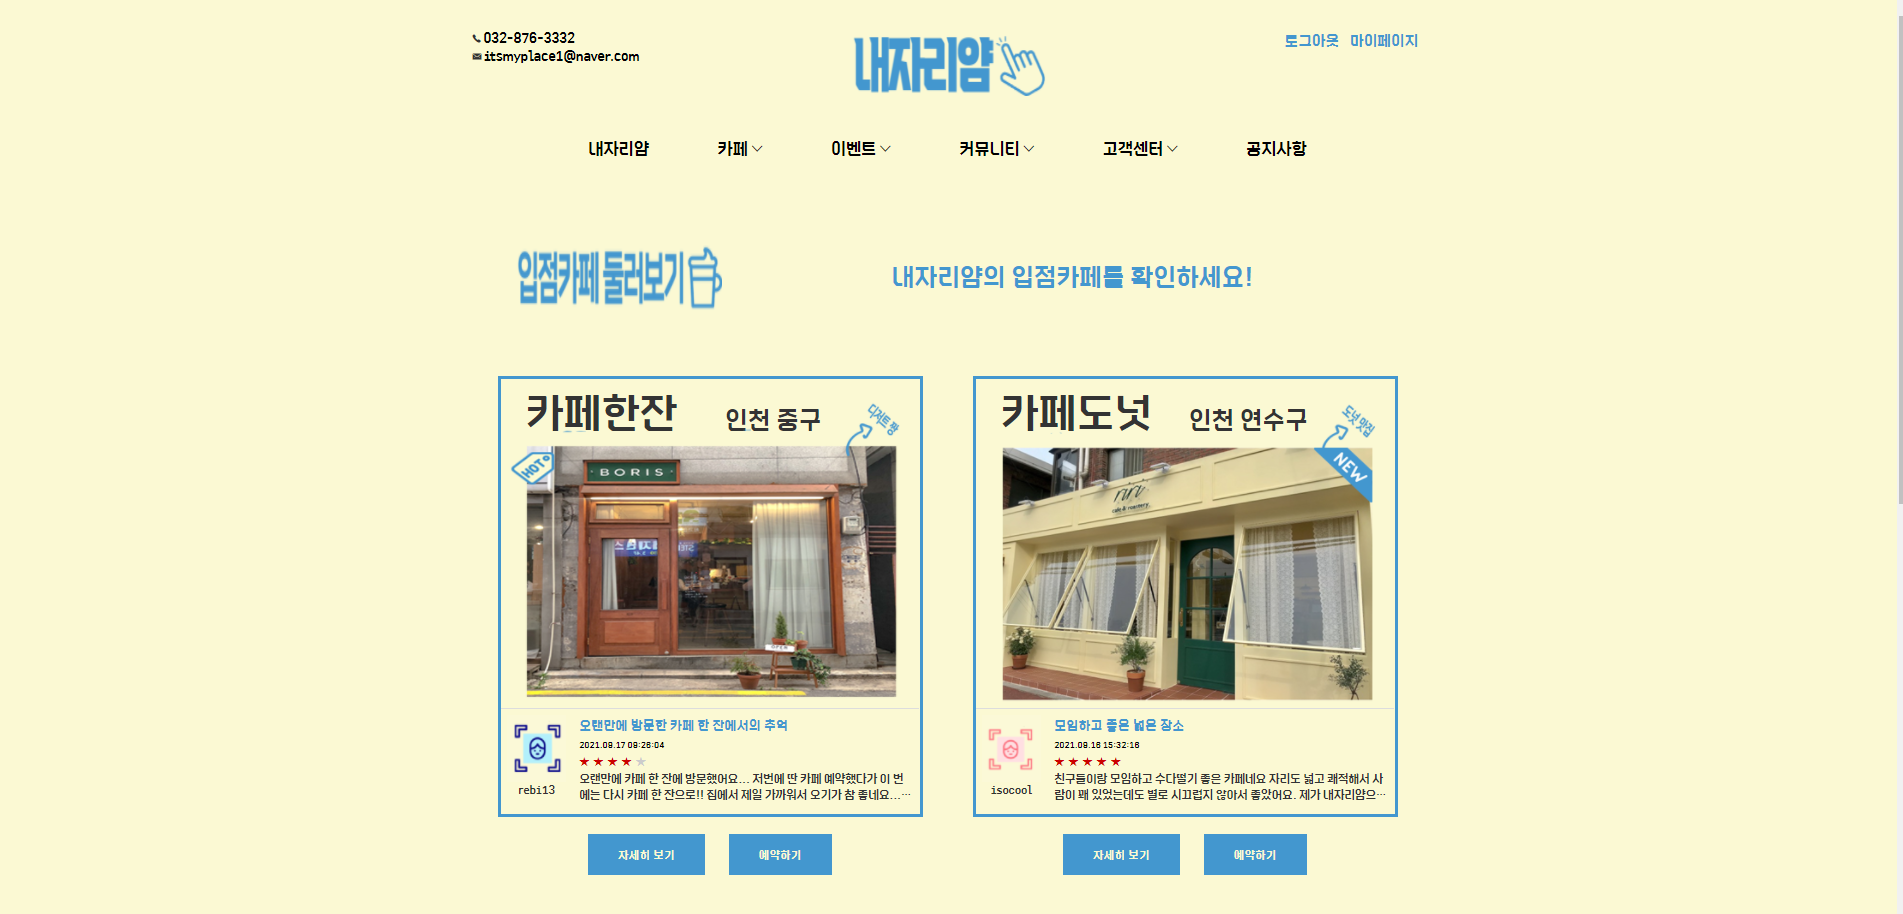 032-876-3332
itsmyplace1@naver.com
내자리얌
로그아웃 마이페이지
내자리얌 카페 이벤트 커뮤니티 고객센터 공지사항
입점카페 둘러보기
내자리얌의 입점카페를 확인하세요!
카페한잔 인천 중구
디저트 짱
HOT
BORIS
OPEN
오랜만에 방문한 카페 한 잔에서의 추억
2021.09.17 09:26:04
오랜만에 카페 한 잔에 방문했어요... 저번에 딴 카페 예약했다가 이 번
에는 다시 카페 한 잔으로!! 집에서 제일 가까워서 오기가 참 좋네요...…
rebi13
자세히 보기 예약하기
카페도넛 인천 연수구
도넛 맛집
NEW
riri
cafe & roastery
모임하고 좋은 넓은 장소
2021.09.16 15:32:16
친구들이랑 모임하고 수다떨기 좋은 카페네요 자리도 넓고 쾌적해서 사
람이 꽤 있었는데도 별로 시끄럽지 않아서 좋았어요. 제가 내자리얌으…
isocool
자세히 보기 예약하기